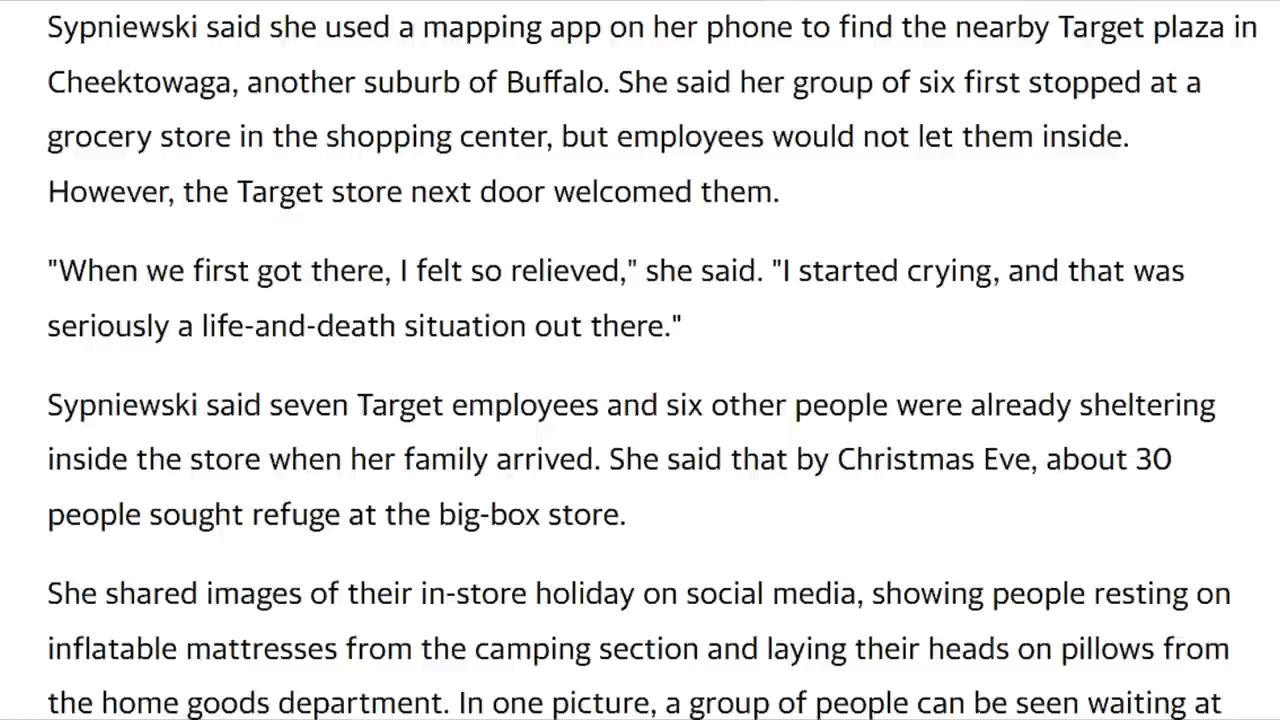 Sypniewski said she used a mapping app on her phone to find the nearby Target plaza in
Cheektowaga, another suburb of Buffalo. She said her group of six first stopped at a
grocery store in the shopping center, but employees would not let them inside.
However, the Target store next door welcomed them.
"When we first got there, I felt so relieved," she said. "I started crying, and that was
seriously a life-and-death situation out there."
Sypniewski said seven Target employees and six other people were already sheltering
inside the store when her family arrived. She said that by Christmas Eve, about 30
people sought refuge at the big-box store.
She shared images of their in-store holiday on social media, showing people resting on
inflatable mattresses from the camping section and laying their heads on pillows from
the home goods department. In one picture, a group of people can be seen waiting at